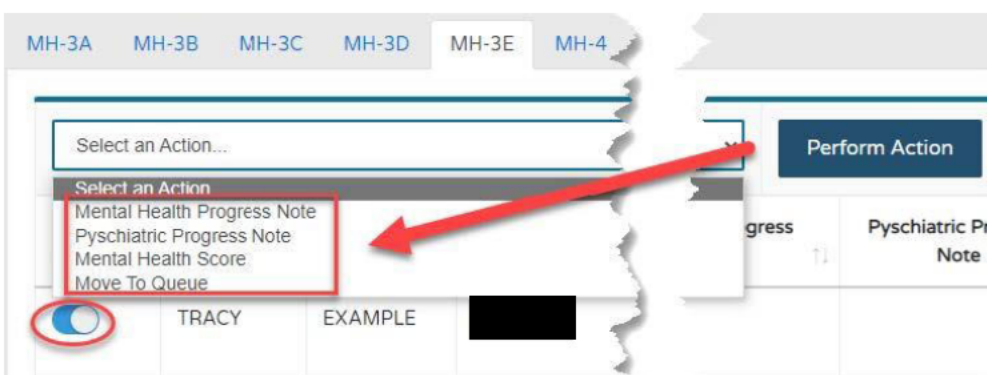 MH-3A MH-3B MH-3C MH-3D MH-3E MH-4
Select an Action...
Perform Action
Select an Action
Mental Health Progress Note
Pyschiatric Progress Note
Mental Health Score
Move To Queue
gress
Pyschiatric Pr
Note
TRACY EXAMPLE